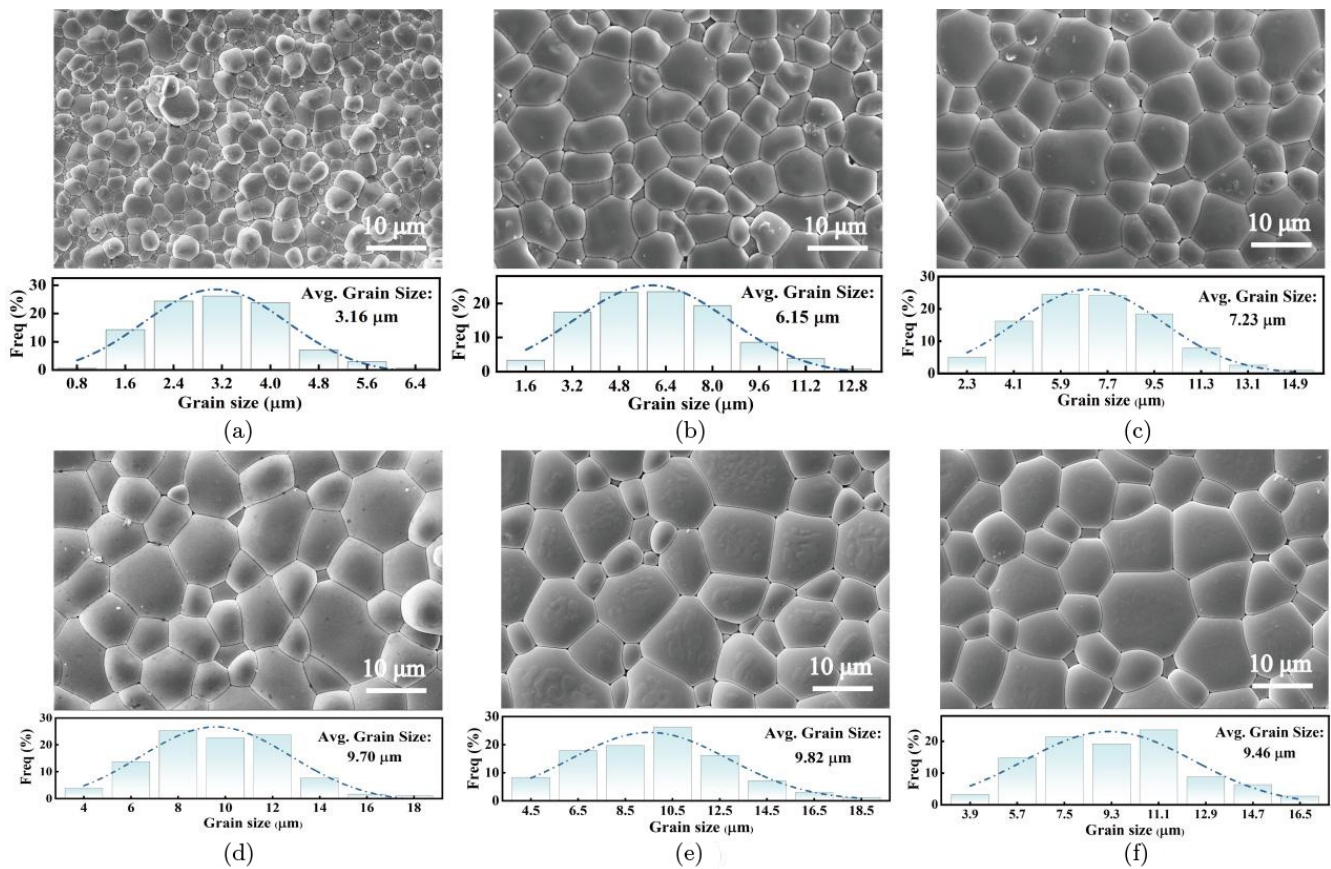 10 μm
30
20
10
0
Freq (%)
Avg. Grain Size:
3.16 μm
0.8 1.6 2.4 3.2 4.0 4.8 5.6 6.4
Grain size (μm)
(a)
10 μm
20
10
0
Freq (%)
Avg. Grain Size:
6.15 μm
1.6 3.2 4.8 6.4 8.0 9.6 11.2 12.8
Grain size (μm)
(b)
10 μm
30
20
10
0
Freq (%)
Avg. Grain Size:
7.23 μm
2.3 4.1 5.9 7.7 9.5 11.3 13.1 14.9
Grain size (μm)
(c)
10 μm
30
20
10
0
Freq (%)
Avg. Grain Size:
9.70 μm
4 6 8 10 12 14 16 18
Grain size (μm)
(d)
10 μm
30
20
10
0
Freq (%)
Avg. Grain Size:
9.82 μm
4.5 6.5 8.5 10.5 12.5 14.5 16.5 18.5
Grain size (μm)
(e)
10 μm
20
10
0
Freq (%)
Avg. Grain Size:
9.46 μm
3.9 5.7 7.5 9.3 11.1 12.9 14.7 16.5
Grain size (μm)
(f)